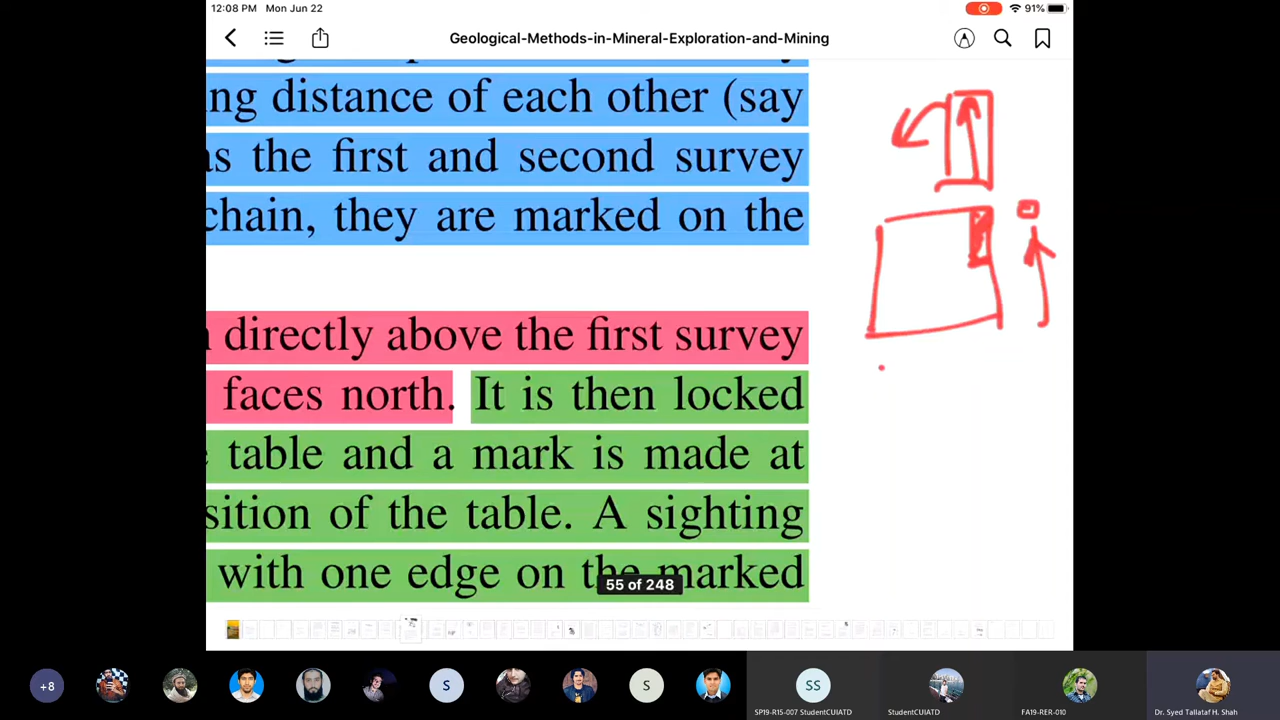 12:08 PM Mon Jun 22
91%
Geological-Methods-in-Mineral-Exploration-and-Mining
ng distance of each other (say
s the first and second survey
chain, they are marked on the
directly above the first survey
faces north. It is then locked
table and a mark is made at
sition of the table. A sighting
with one edge on the marked
55 of 248
+8
S
S
SS
SP19-R1S-007 StudentCUIATD
StudentCUIATD
FA19-RER-010
Dr. Syed Tallataf H. Shah